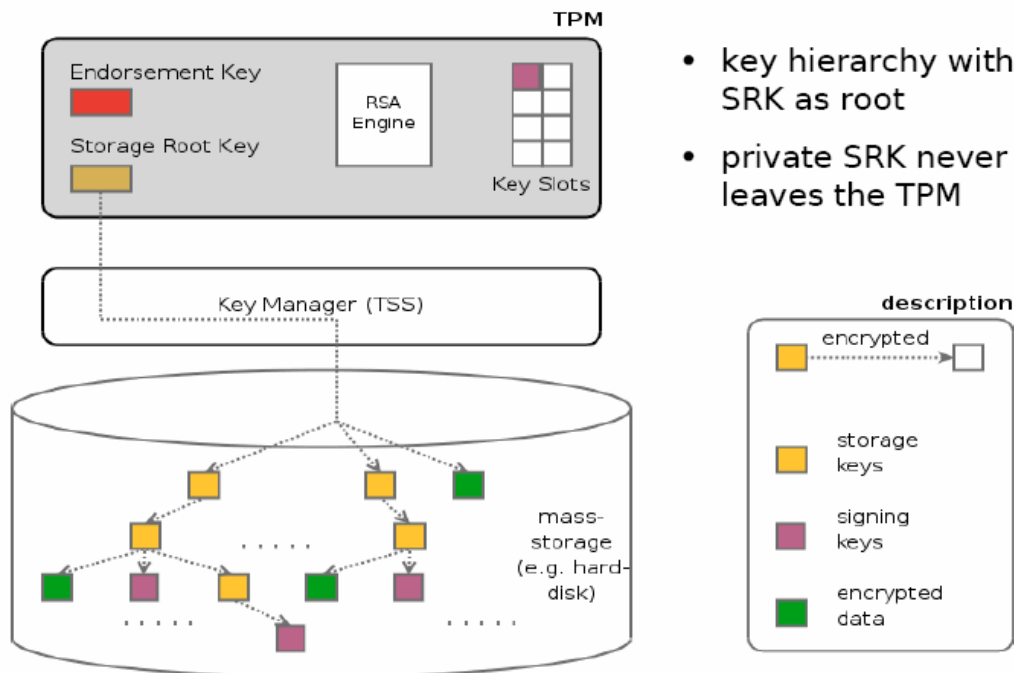 TPM
Endorsement Key
Storage Root Key
RSA
Engine
Key Slots
• key hierarchy with
SRK as root
• private SRK never
leaves the TPM
Key Manager (TSS)
mass-
storage
(e.g. hard-
disk)
. . . . .
. . . . .
. . . . .
description
encrypted
storage
keys
signing
keys
encrypted
data